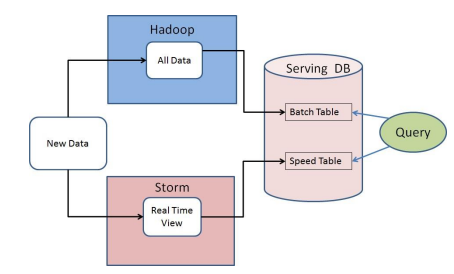 Hadoop
All Data
Serving DB
Batch Table
Query
New Data
Speed Table
Storm
Real Time
View